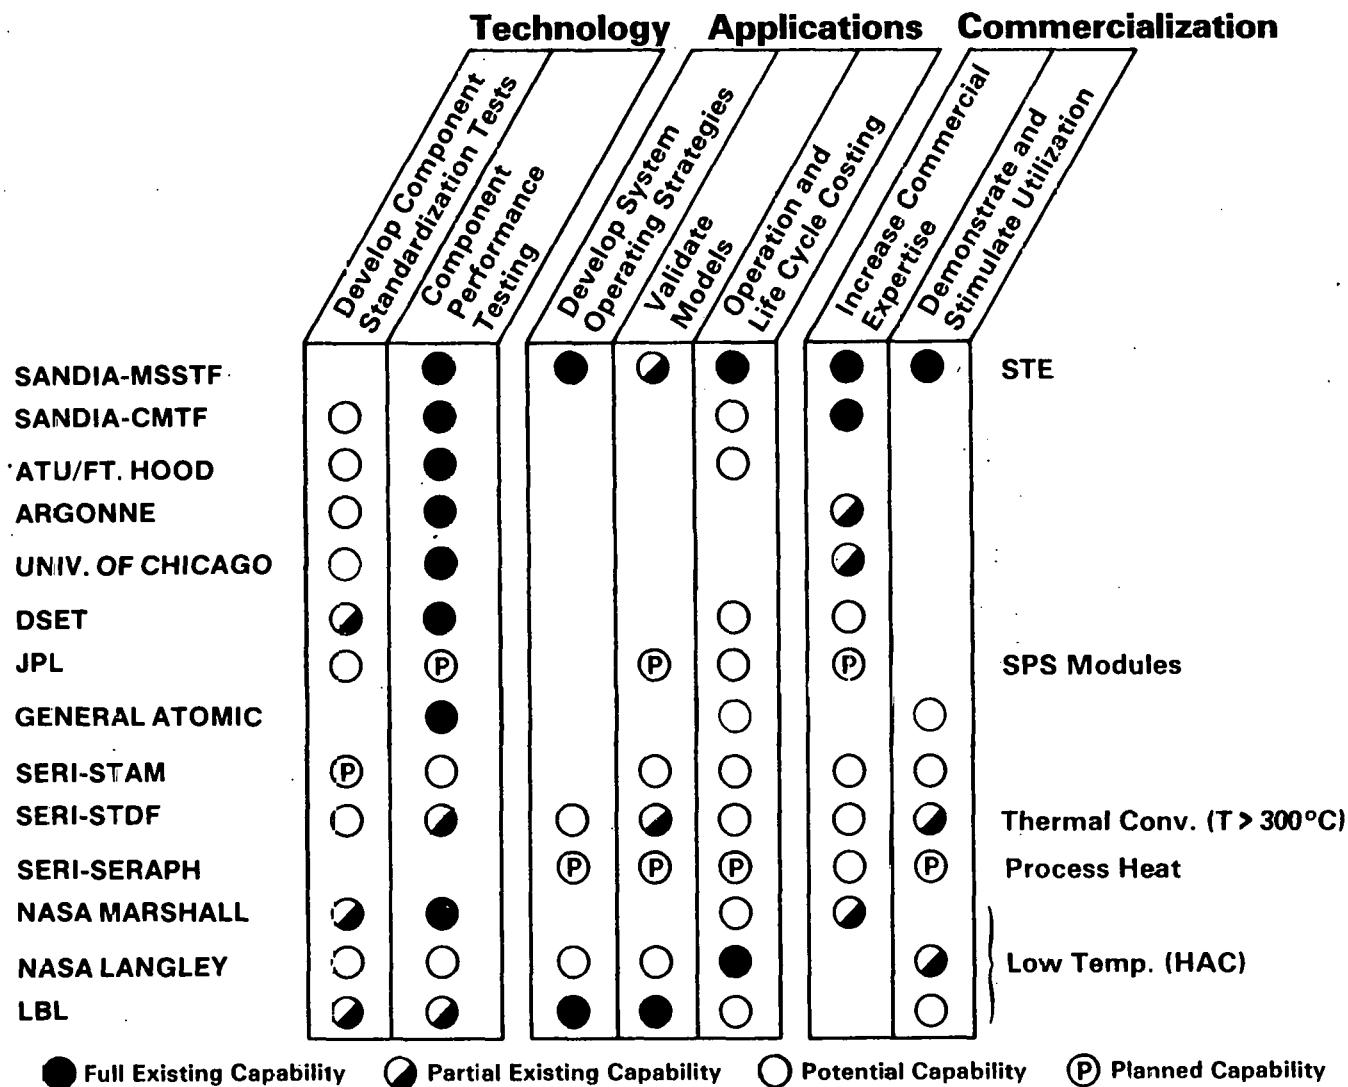 Technology Applications Commercialization
Develop Component
Standardization Tests
Component
Performance
Testing
Develop System
Operating Strategies
Validate
Models
Operation and
Life Cycle Costing
Increase Commercial
Expertise
Demonstrate and
Stimulate Utilization
SANDIA-MSSTF STE
SANDIA-CMTF
ATU/FT. HOOD
ARGONNE
UNIV. OF CHICAGO
DSET
JPL P P P SPS Modules
GENERAL ATOMIC
SERI-STAM P
SERI-STDF Thermal Conv. (T > 300°C)
SERI-SERAPH P P P P Process Heat
NASA MARSHALL
NASA LANGLEY Low Temp. (HAC)
LBL
Full Existing Capability Partial Existing Capability Potential Capability P Planned Capability